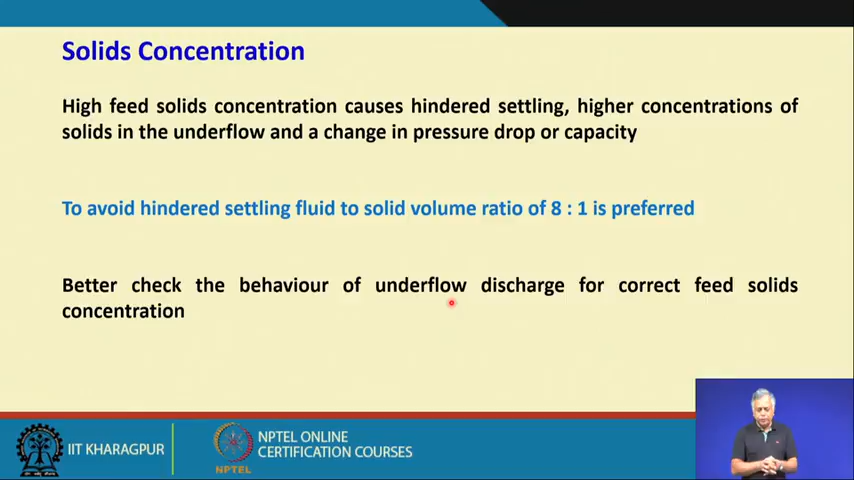 Solids Concentration
High feed solids concentration causes hindered settling, higher concentrations of
solids in the underflow and a change in pressure drop or capacity
To avoid hindered settling fluid to solid volume ratio of 8 : 1 is preferred
Better check the behaviour of underflow discharge for correct feed solids
concentration
IIT KHARAGPUR
NPTEL
NPTEL ONLINE
CERTIFICATION COURSES